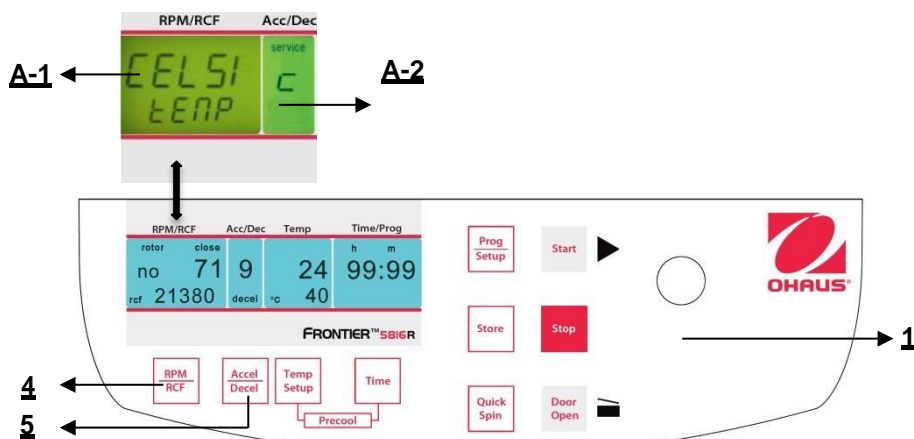 RPM/RCF Acc/Dec
service
A-1 CELSI C A-2
tEMP
RPM/RCF Acc/Dec Temp Time/Prog
rotor close h m
no 71 9 24 99:99
rcf 21380 decel °C 40
FRONTIER™ 5816R
Prog Setup
Start
OHAUS®
Store
Stop
1
4
RPM RCF
Accel Decel
Temp Setup
Time
Quick Spin
Door Open
5
Precool